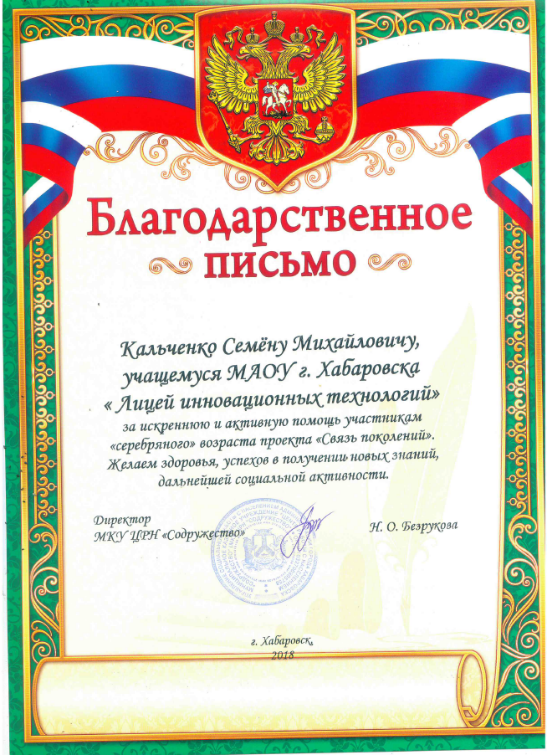 Благодарственное
письмо
Кальченко Семёну Михайловичу,
учащемуся МАОУ г. Хабаровска
« Лицей инновационных технологий»
за искреннюю и активную помощь участникам
«серебряного» возраста проекта «Связь поколений».
Желаем здоровья, успехов в получении новых знаний,
дальнейшей социальной активности.
Директор
МКУ ЦРН «Содружество»
Н. О. Безрукова
г. Хабаровск,
2018